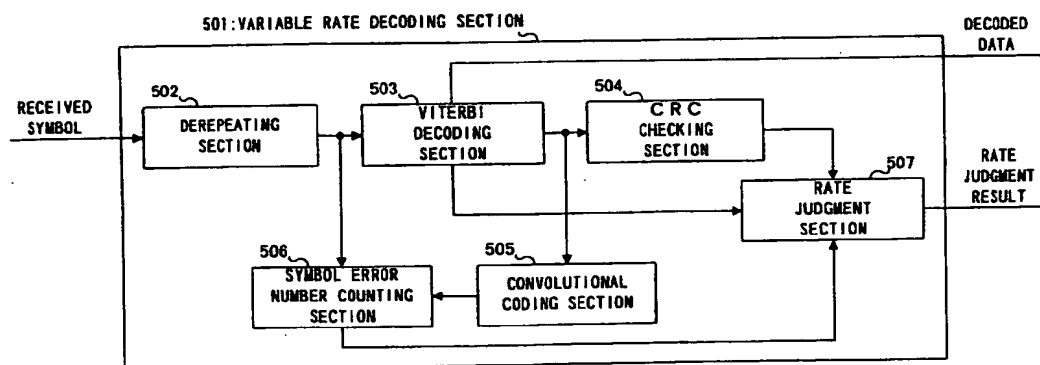 501:VARIABLE RATE DECODING SECTION
DECODED
DATA
RECEIVED
SYMBOL
502
DEREPEATING
SECTION
503
VITERBI
DECODING
SECTION
504
CRC
CHECKING
SECTION
507
RATE
JUDGMENT
SECTION
RATE
JUDGMENT
RESULT
506
SYMBOL ERROR
NUMBER COUNTING
SECTION
505
CONVOLUTIONAL
CODING SECTION